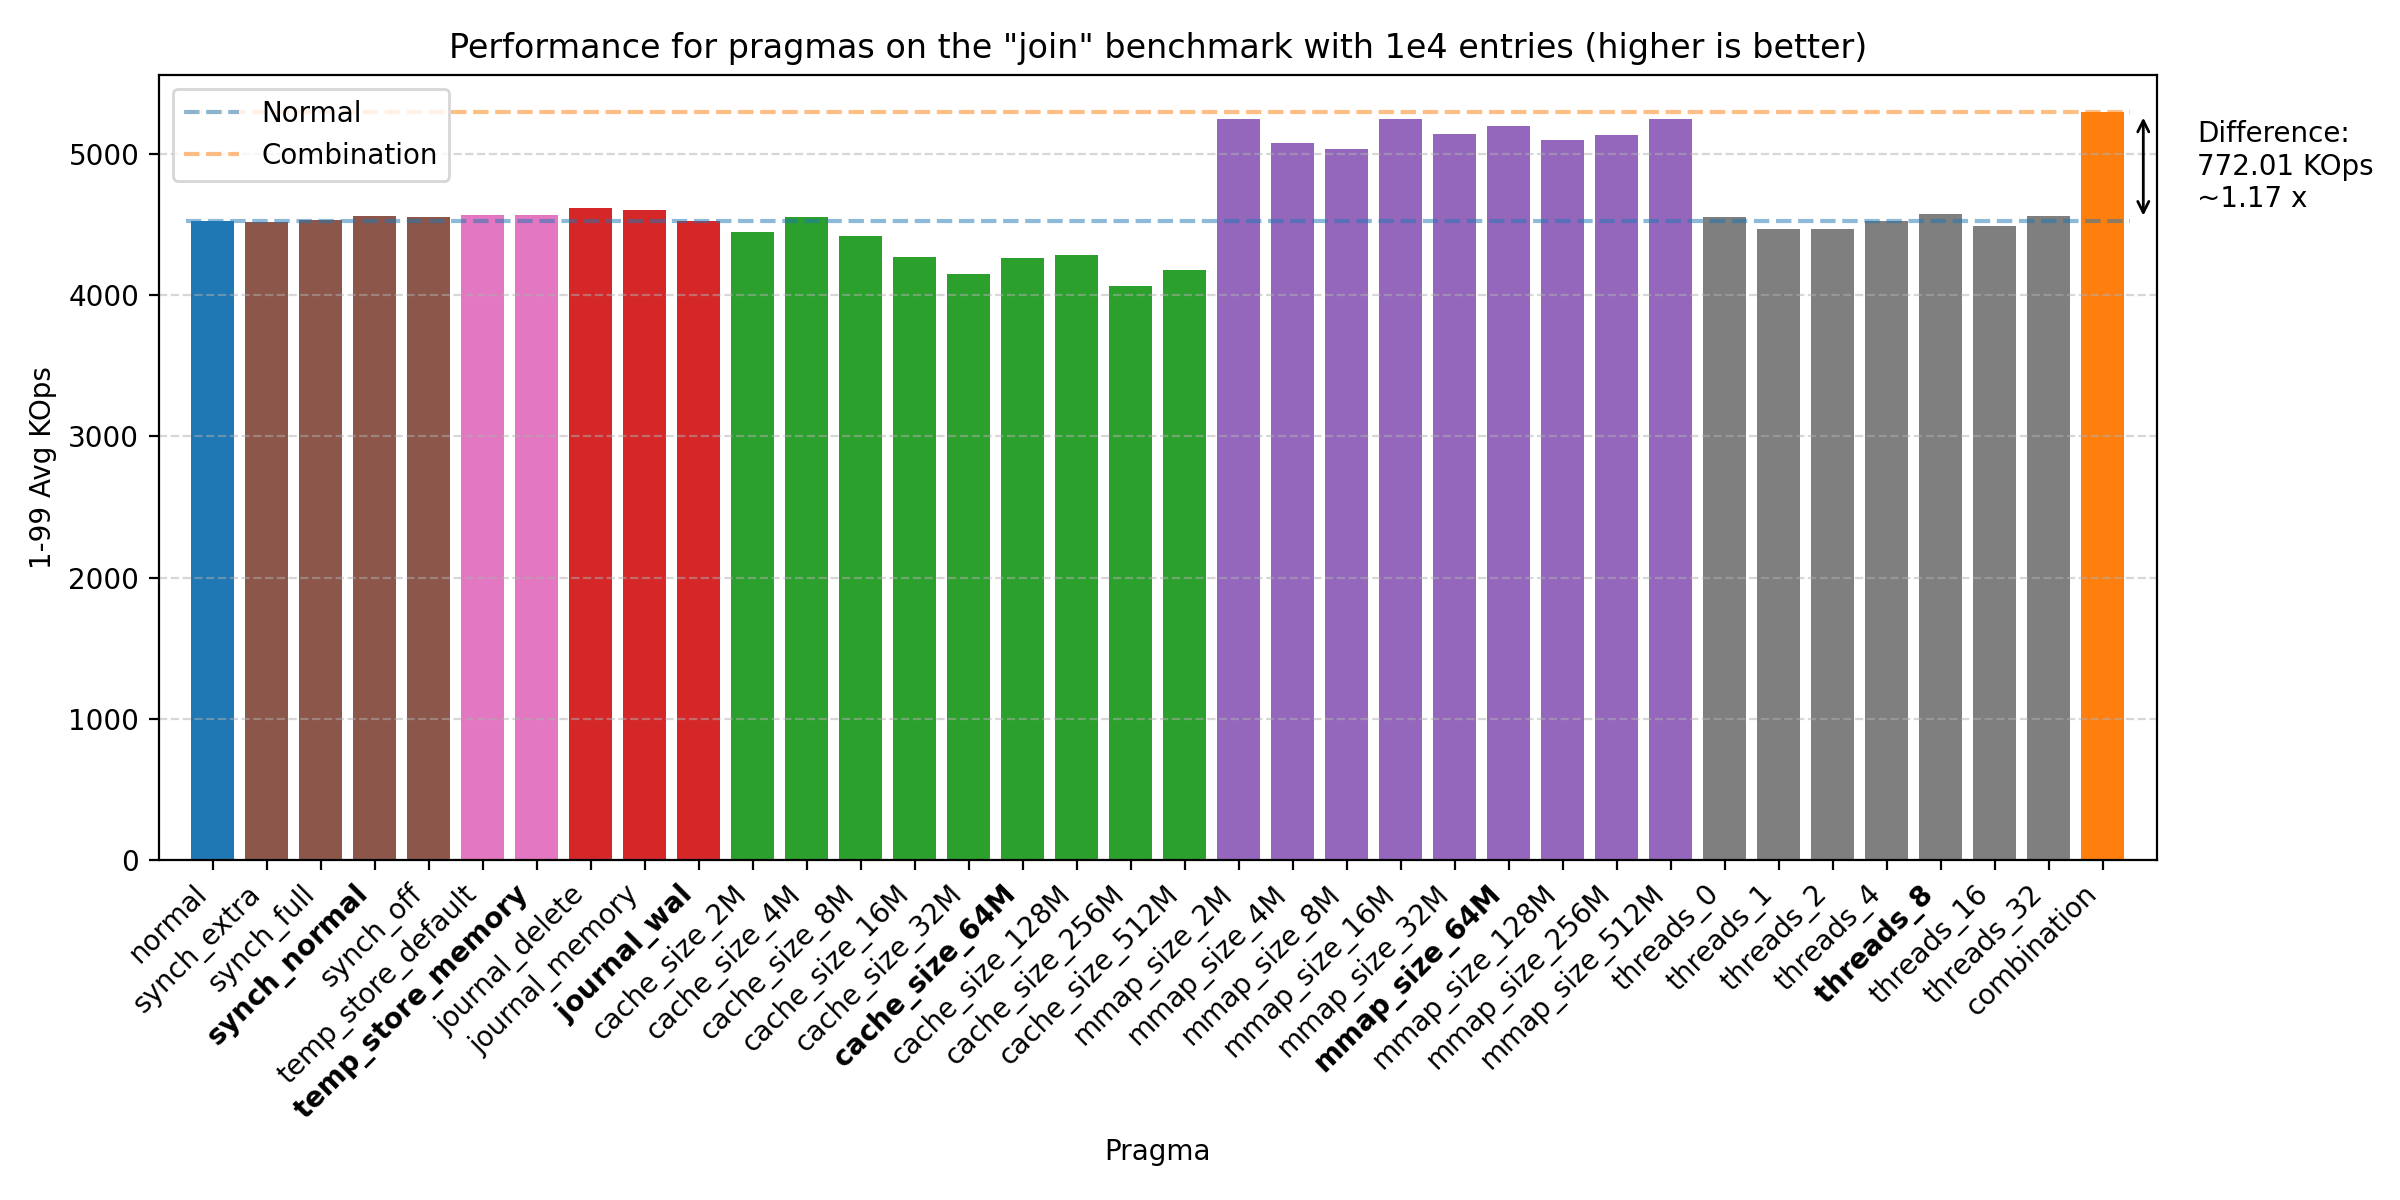 Performance for pragmas on the "join" benchmark with 1e4 entries (higher is better)
Normal
Combination
Difference:
772.01 KOps
~1.17 x
1-99 Avg KOps
5000
4000
3000
2000
1000
0
normal
synch_extra
synch_full
synch_normal
synch_off
temp_store_default
temp_store_memory
journal_delete
journal_memory
journal_wal
cache_size_2M
cache_size_4M
cache_size_8M
cache_size_16M
cache_size_32M
cache_size_64M
cache_size_128M
cache_size_256M
cache_size_512M
mmap_size_2M
mmap_size_4M
mmap_size_8M
mmap_size_16M
mmap_size_32M
mmap_size_64M
mmap_size_128M
mmap_size_256M
mmap_size_512M
threads_0
threads_1
threads_2
threads_4
threads_8
threads_16
threads_32
combination
Pragma